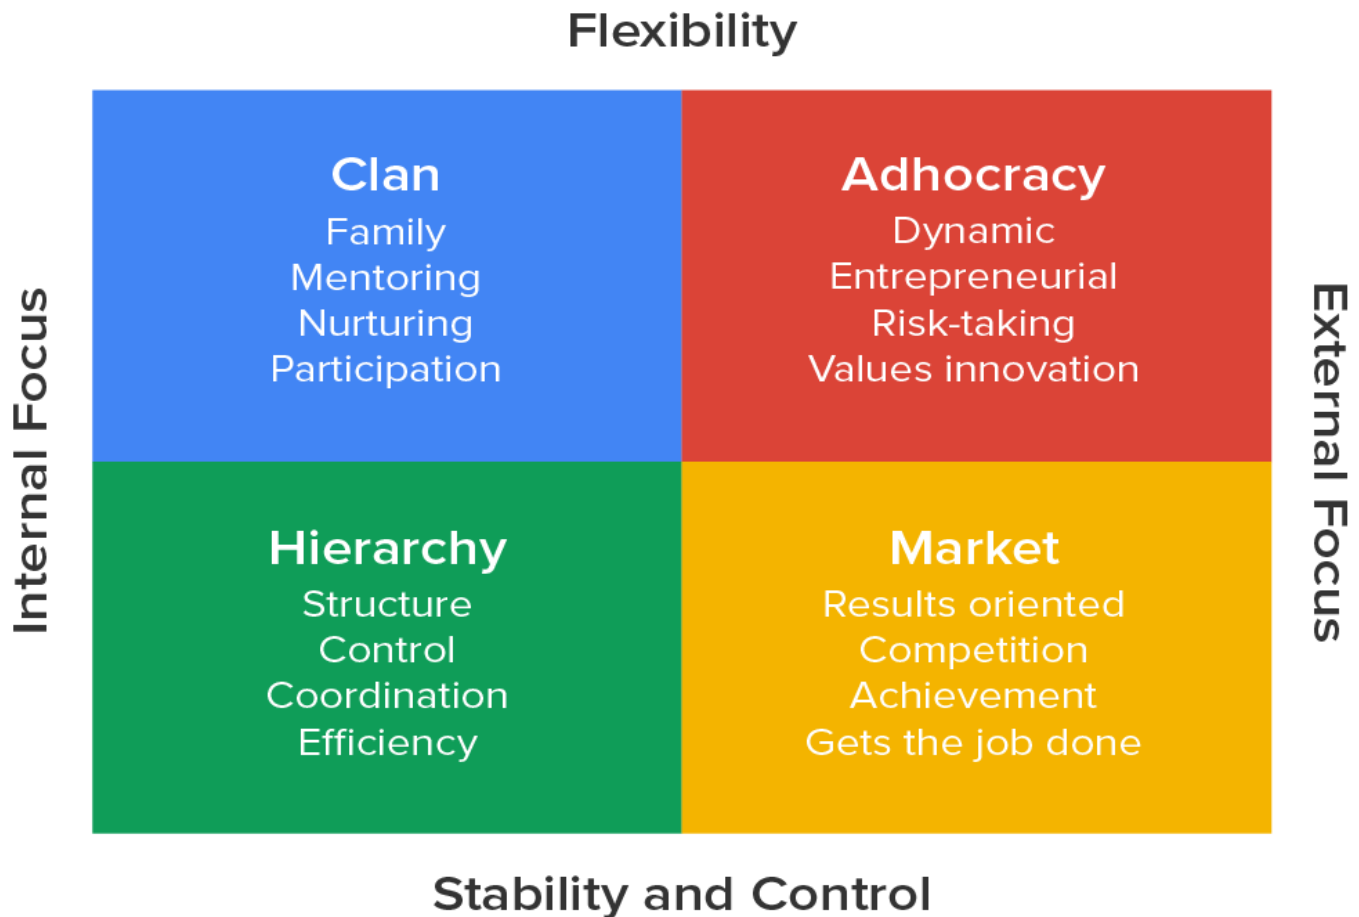 Flexibility
Internal Focus
Clan
Family
Mentoring
Nurturing
Participation
Adhocracy
Dynamic
Entrepreneurial
Risk-taking
Values innovation
Hierarchy
Structure
Control
Coordination
Efficiency
Market
Results oriented
Competition
Achievement
Gets the job done
External Focus
Stability and Control